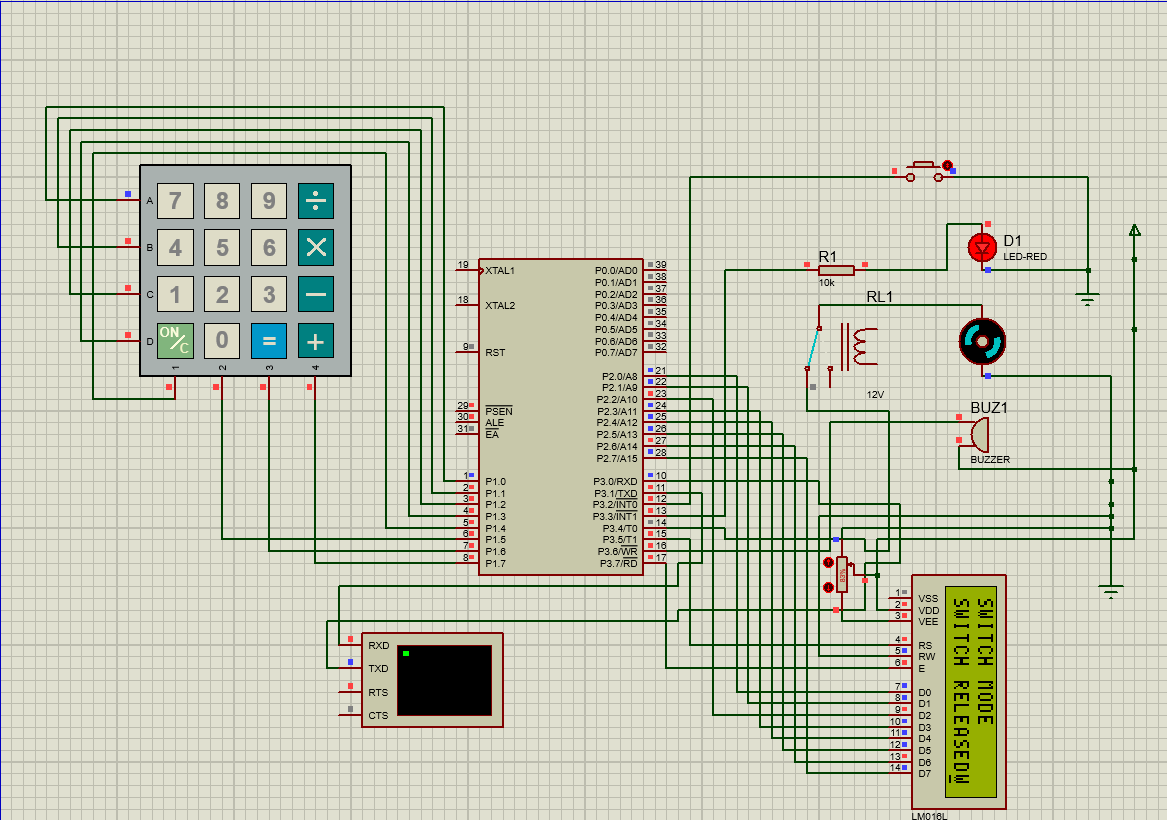 7 8 9 ÷
4 5 6 ×
1 2 3 −
ON/C 0 = +
A
B
C
D
1 2 3 4
19 XTAL1
18 XTAL2
9 RST
29 PSEN
30 ALE
31 EA
1 P1.0
2 P1.1
3 P1.2
4 P1.3
5 P1.4
6 P1.5
7 P1.6
8 P1.7
P0.0/AD0 39
P0.1/AD1 38
P0.2/AD2 37
P0.3/AD3 36
P0.4/AD4 35
P0.5/AD5 34
P0.6/AD6 33
P0.7/AD7 32
P2.0/A8 21
P2.1/A9 22
P2.2/A10 23
P2.3/A11 24
P2.4/A12 25
P2.5/A13 26
P2.6/A14 27
P2.7/A15 28
P3.0/RXD 10
P3.1/TXD 11
P3.2/INT0 12
P3.3/INT1 13
P3.4/T0 14
P3.5/T1 15
P3.6/WR 16
P3.7/RD 17
D1
LED-RED
R1
10k
RL1
12V
BUZ1
BUZZER
RXD
TXD
RTS
CTS
1 VSS
2 VDD
3 VEE
4 RS
5 RW
6 E
7 D0
8 D1
9 D2
10 D3
11 D4
12 D5
13 D6
14 D7
SWITCH MODE
SWITCH RELEASEDW
LM016L